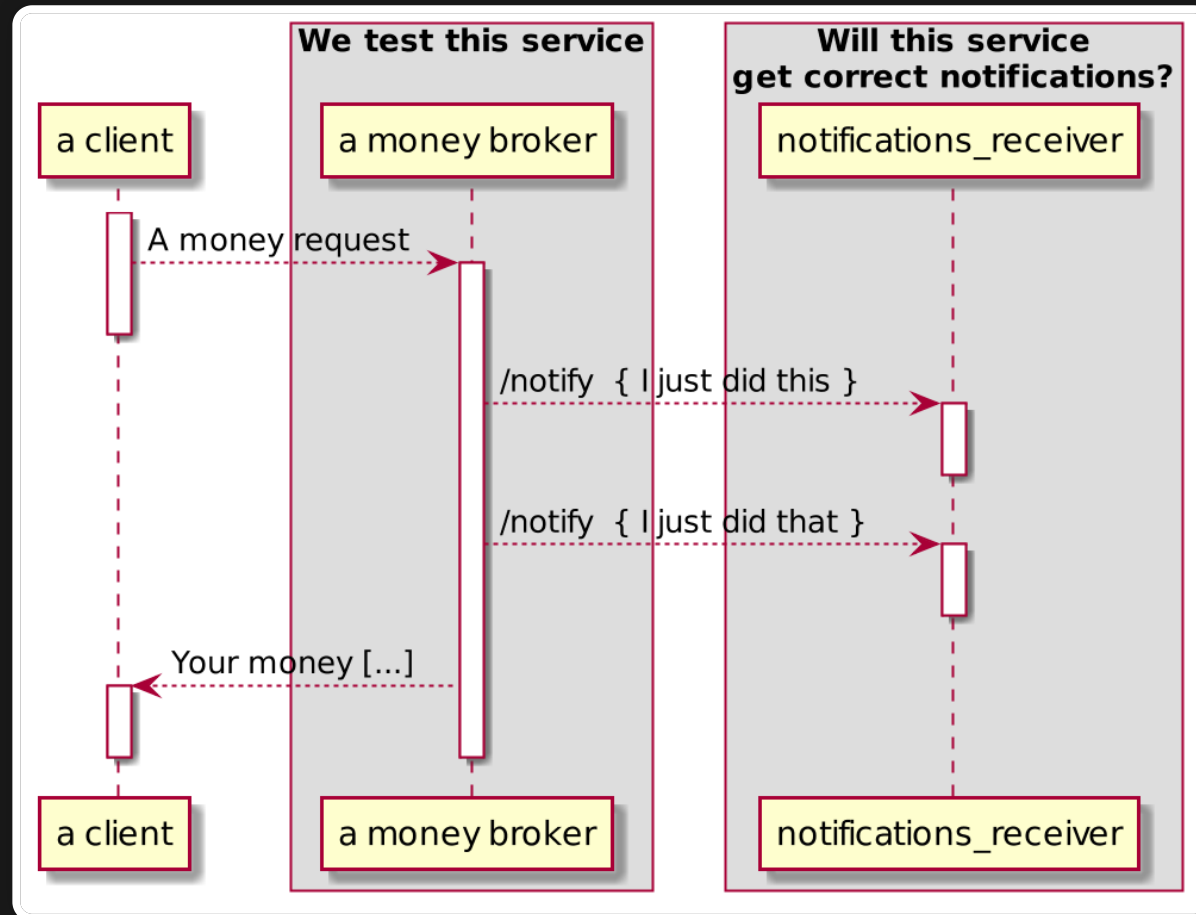 We test this service
Will this service
get correct notifications?
a client
a money broker
notifications_receiver
A money request
/notify  { I just did this }
/notify  { I just did that }
Your money [...]
a client
a money broker
notifications_receiver